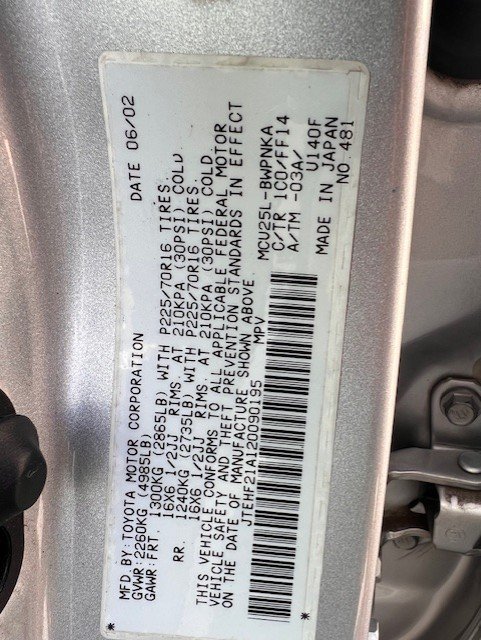 MFD. BY: TOYOTA MOTOR CORPORATION DATE 06/02
GVWR: 2260KG (4985LB)
GAWR: FRT. 1300KG (2865LB) WITH P225/70R16 TIRES.
16X6 1/2JJ RIMS. AT 210KPA (30PSI) COLD
RR. 1240KG (2735LB) WITH P225/70R16 TIRES.
16X6 1/2JJ RIMS. AT 210KPA (30PSI) COLD
THIS VEHICLE CONFORMS TO ALL APPLICABLE FEDERAL MOTOR
VEHICLE SAFETY AND THEFT PREVENTION STANDARDS IN EFFECT
ON THE DATE OF MANUFACTURE SHOWN ABOVE
JTEHF21A120090195 MPV
MCU25L-BWPNKA
C/TR 1C0/FF14
A/TM -03A/
U140F
MADE IN JAPAN
NO 481